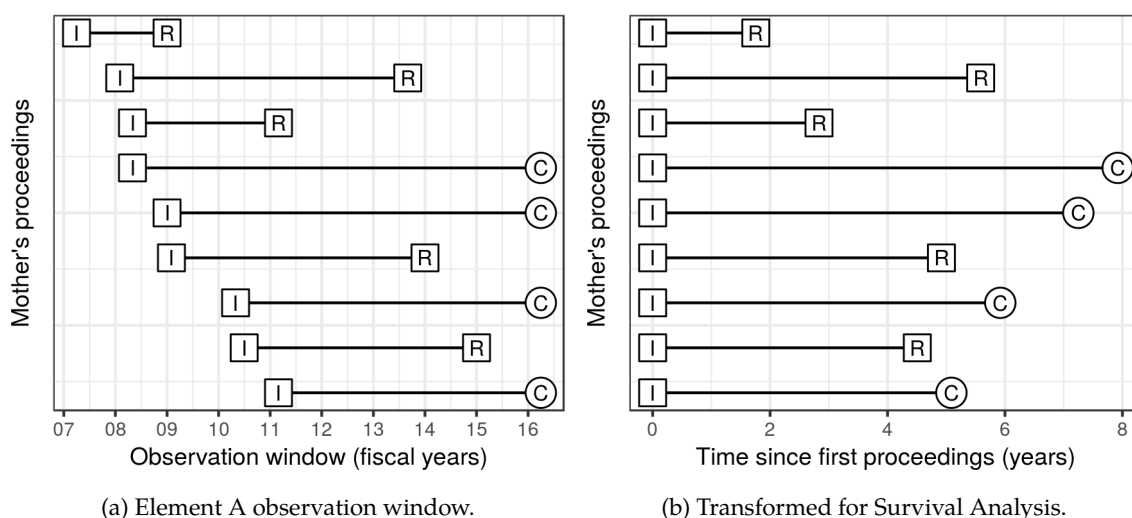 Mother's proceedings
I R
I R
I R
I C
I C
I R
I C
I R
I C
07 08 09 10 11 12 13 14 15 16
Observation window (fiscal years)
(a) Element A observation window.
Mother's proceedings
I R
I R
I R
I C
I C
I R
I C
I R
I C
0 2 4 6 8
Time since first proceedings (years)
(b) Transformed for Survival Analysis.